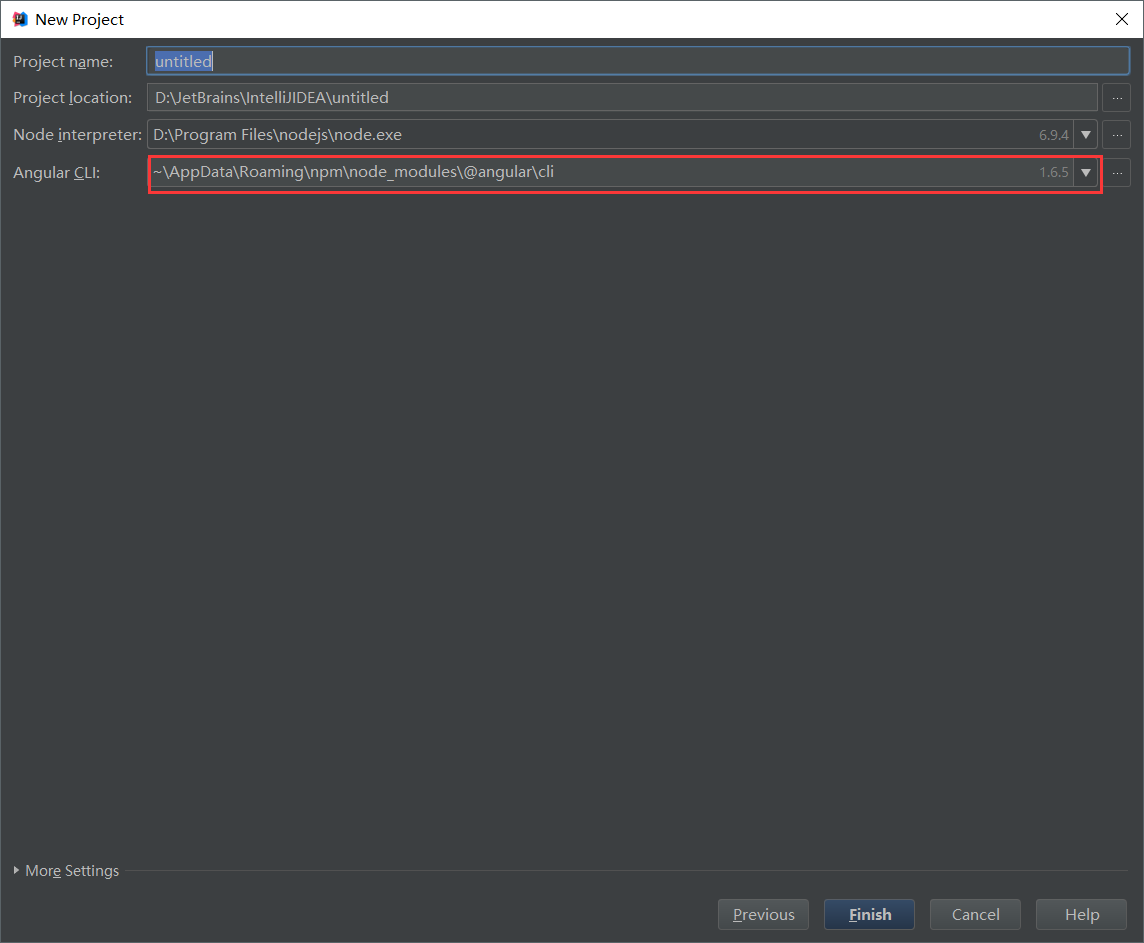 New Project
Project name: untitled
Project location: D:\JetBrains\IntelliJIDEA\untitled ...
Node interpreter: D:\Program Files\nodejs\node.exe 6.9.4 ...
Angular CLI: ~\AppData\Roaming\npm\node_modules\@angular\cli 1.6.5 ...
More Settings
Previous Finish Cancel Help